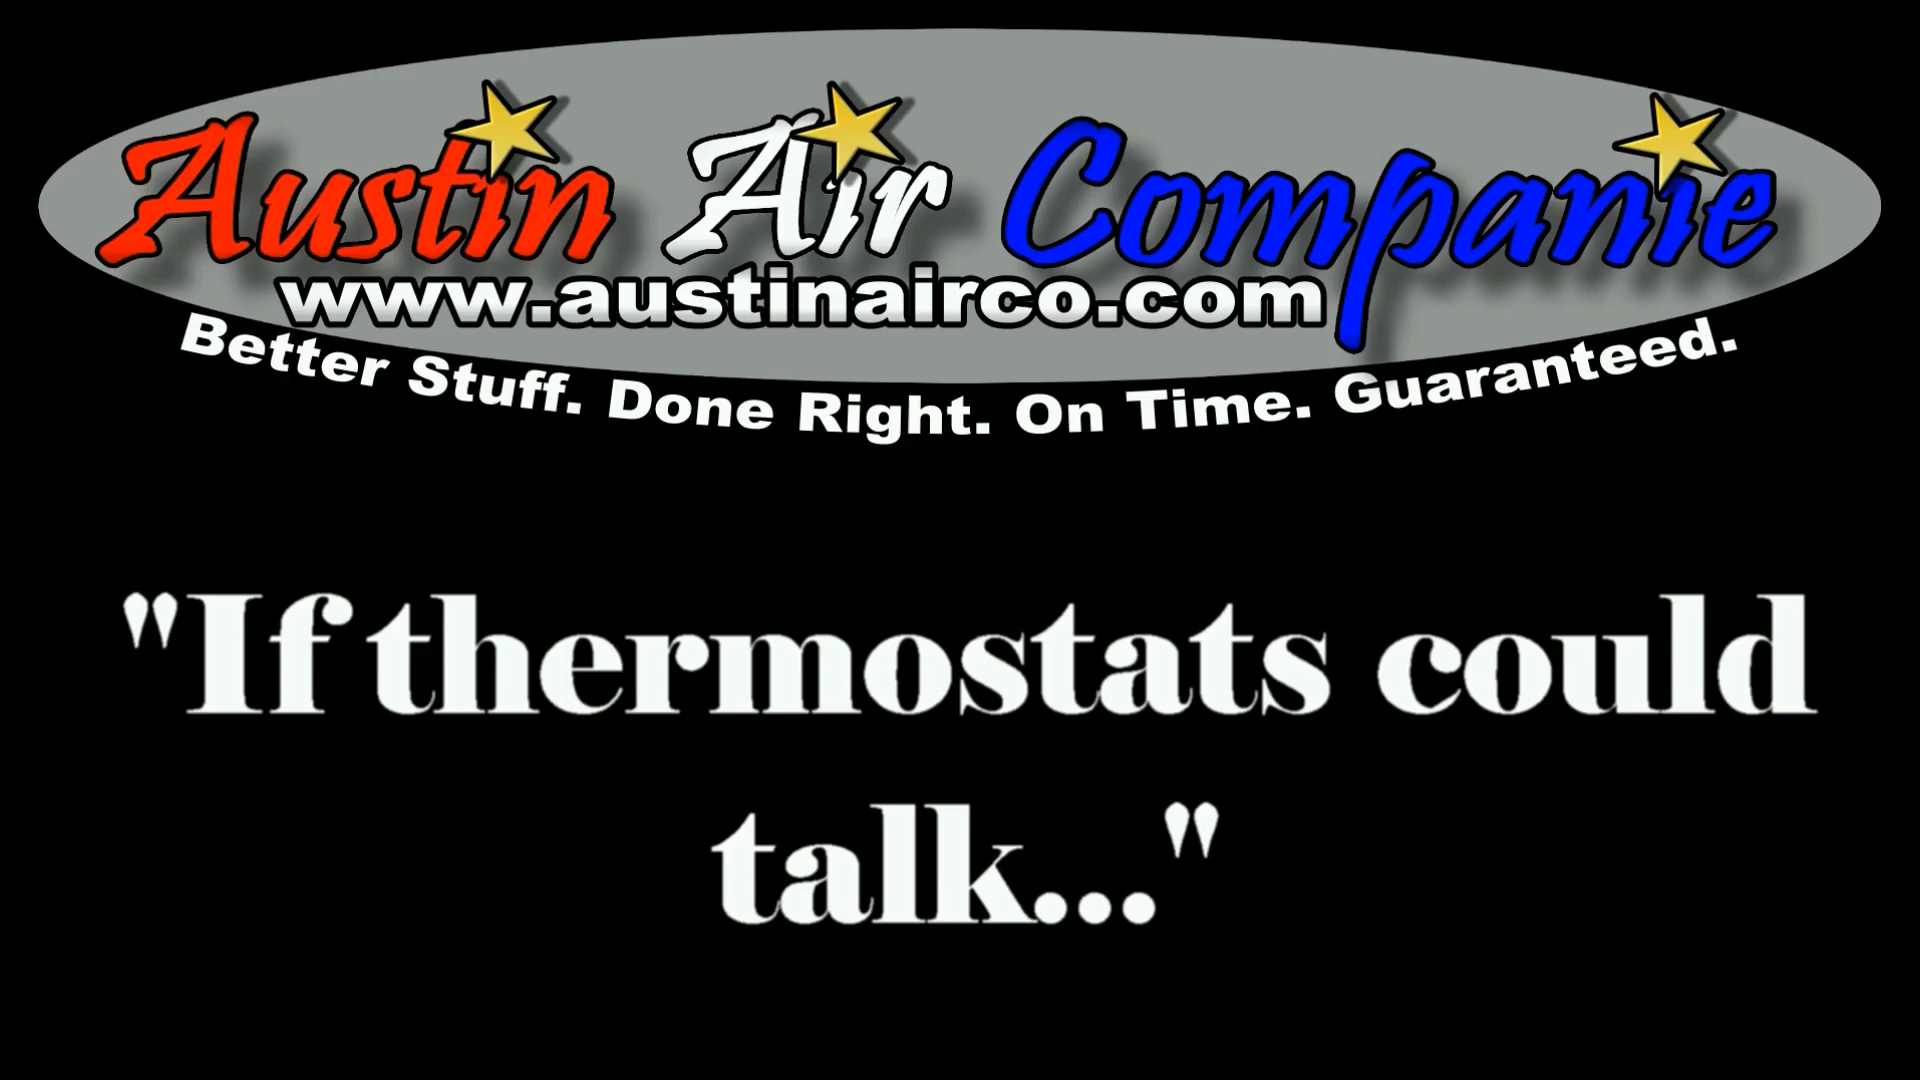 Austin Air Companie
www.austinairco.com
Better Stuff. Done Right. On Time. Guaranteed.
"If thermostats could
talk..."